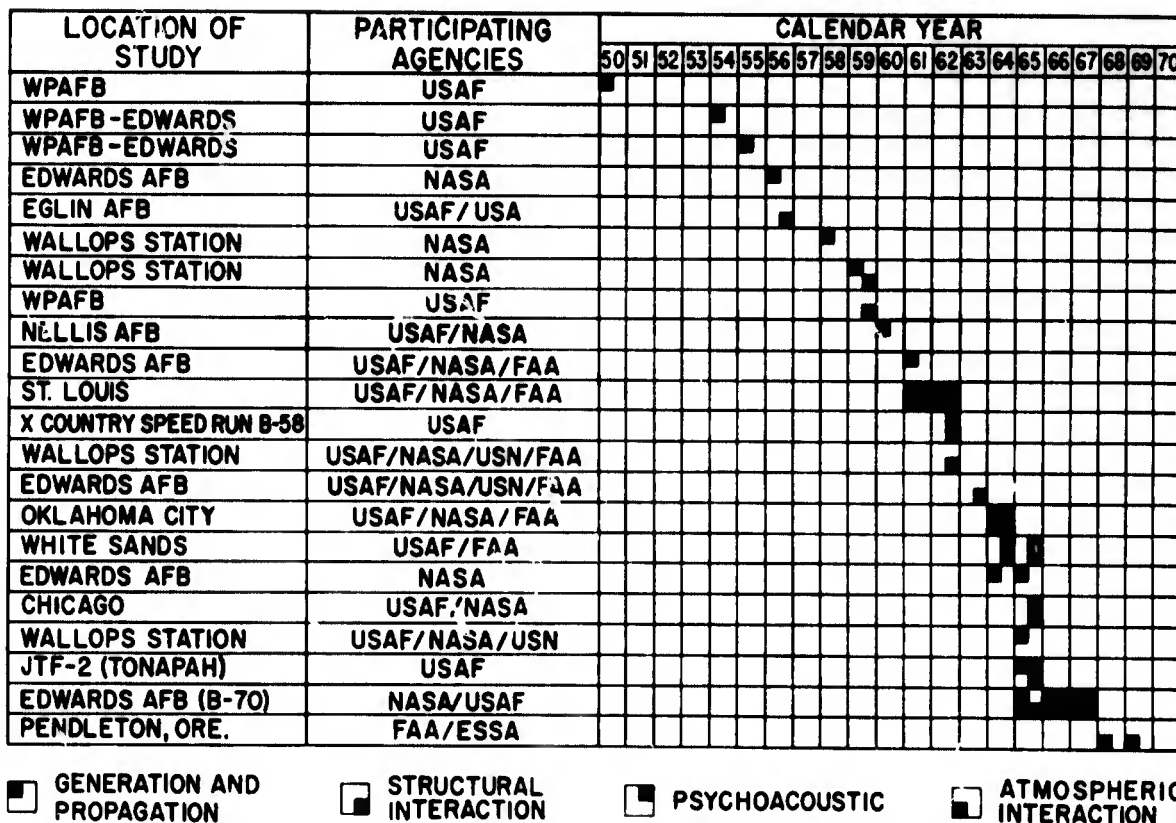 LOCATION OF STUDY PARTICIPATING AGENCIES CALENDAR YEAR
50 51 52 53 54 55 56 57 58 59 60 61 62 63 64 65 66 67 68 69 70
WPAFB USAF
WPAFB-EDWARDS USAF
WPAFB-EDWARDS USAF
EDWARDS AFB NASA
EGLIN AFB USAF/USA
WALLOPS STATION NASA
WALLOPS STATION NASA
WPAFB USAF
NELLIS AFB USAF/NASA
EDWARDS AFB USAF/NASA/FAA
ST. LOUIS USAF/NASA/FAA
X COUNTRY SPEED RUN B-58 USAF
WALLOPS STATION USAF/NASA/USN/FAA
EDWARDS AFB USAF/NASA/USN/FAA
OKLAHOMA CITY USAF/NASA/FAA
WHITE SANDS USAF/FAA
EDWARDS AFB NASA
CHICAGO USAF/NASA
WALLOPS STATION USAF/NASA/USN
JTF-2 (TONAPAH) USAF
EDWARDS AFB (B-70) NASA/USAF
PENDLETON, ORE. FAA/ESSA
GENERATION AND PROPAGATION
STRUCTURAL INTERACTION
PSYCHOACOUSTIC
ATMOSPHERIC INTERACTION